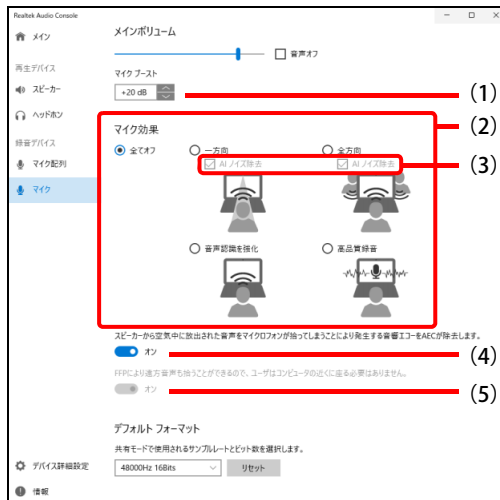 Realtek Audio Console
メイン
再生デバイス
スピーカー
ヘッドホン
録音デバイス
マイク配列
マイク
デバイス詳細設定
情報
メインボリューム
音声オフ
マイク ブースト
+20 dB
(1)
(2)
マイク効果
全てオフ
一方向
全方向
AI ノイズ除去
AI ノイズ除去
(3)
音声認識を強化
高品質録音
スピーカーから空気中に放出された音声をマイクロフォンが拾ってしまうことにより発生する音響エコーをAECが除去します。
オン
(4)
FFPにより遠方音声も拾うことができるので、ユーザはコンピュータの近くに座る必要はありません。
オン
(5)
デフォルト フォーマット
共有モードで使用されるサンプルレートとビット数を選択します。
48000Hz 16Bits
リセット